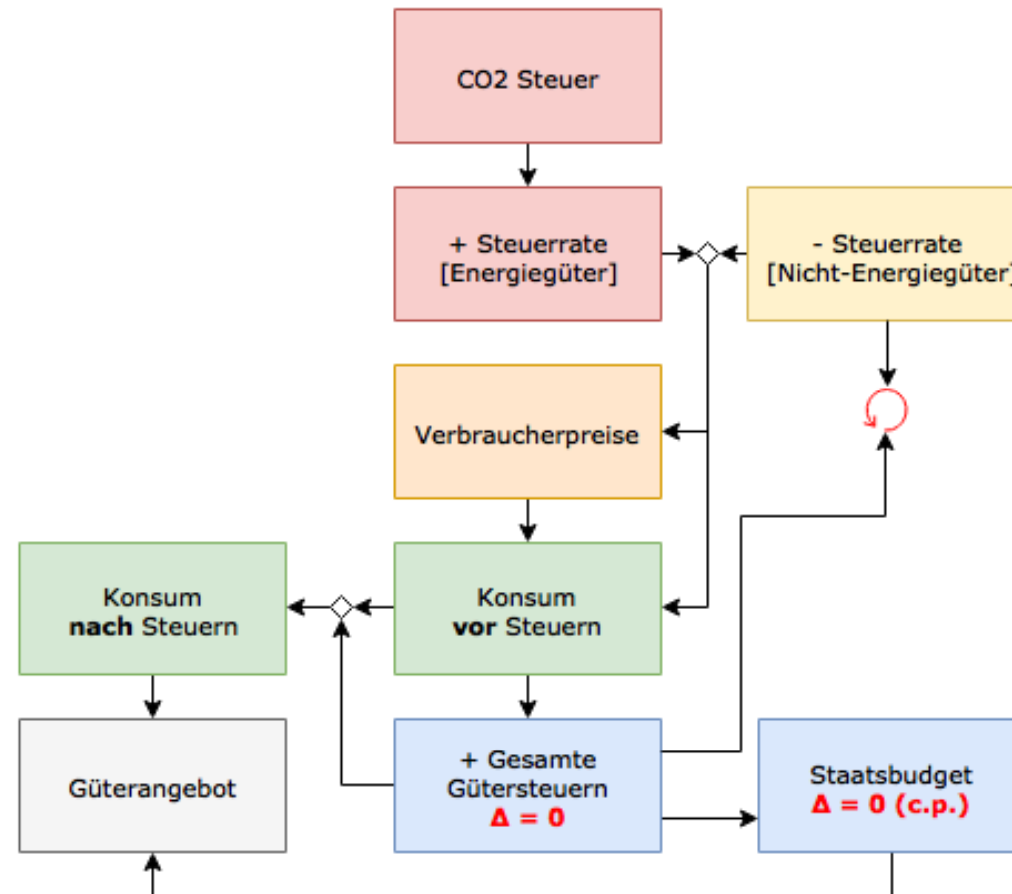 CO2 Steuer
+ Steuerrate
[Energiegüter]
- Steuerrate
[Nicht-Energiegüter]
Verbraucherpreise
Konsum
nach Steuern
Konsum
vor Steuern
Güterangebot
+ Gesamte
Gütersteuern
Δ = 0
Staatsbudget
Δ = 0 (c.p.)